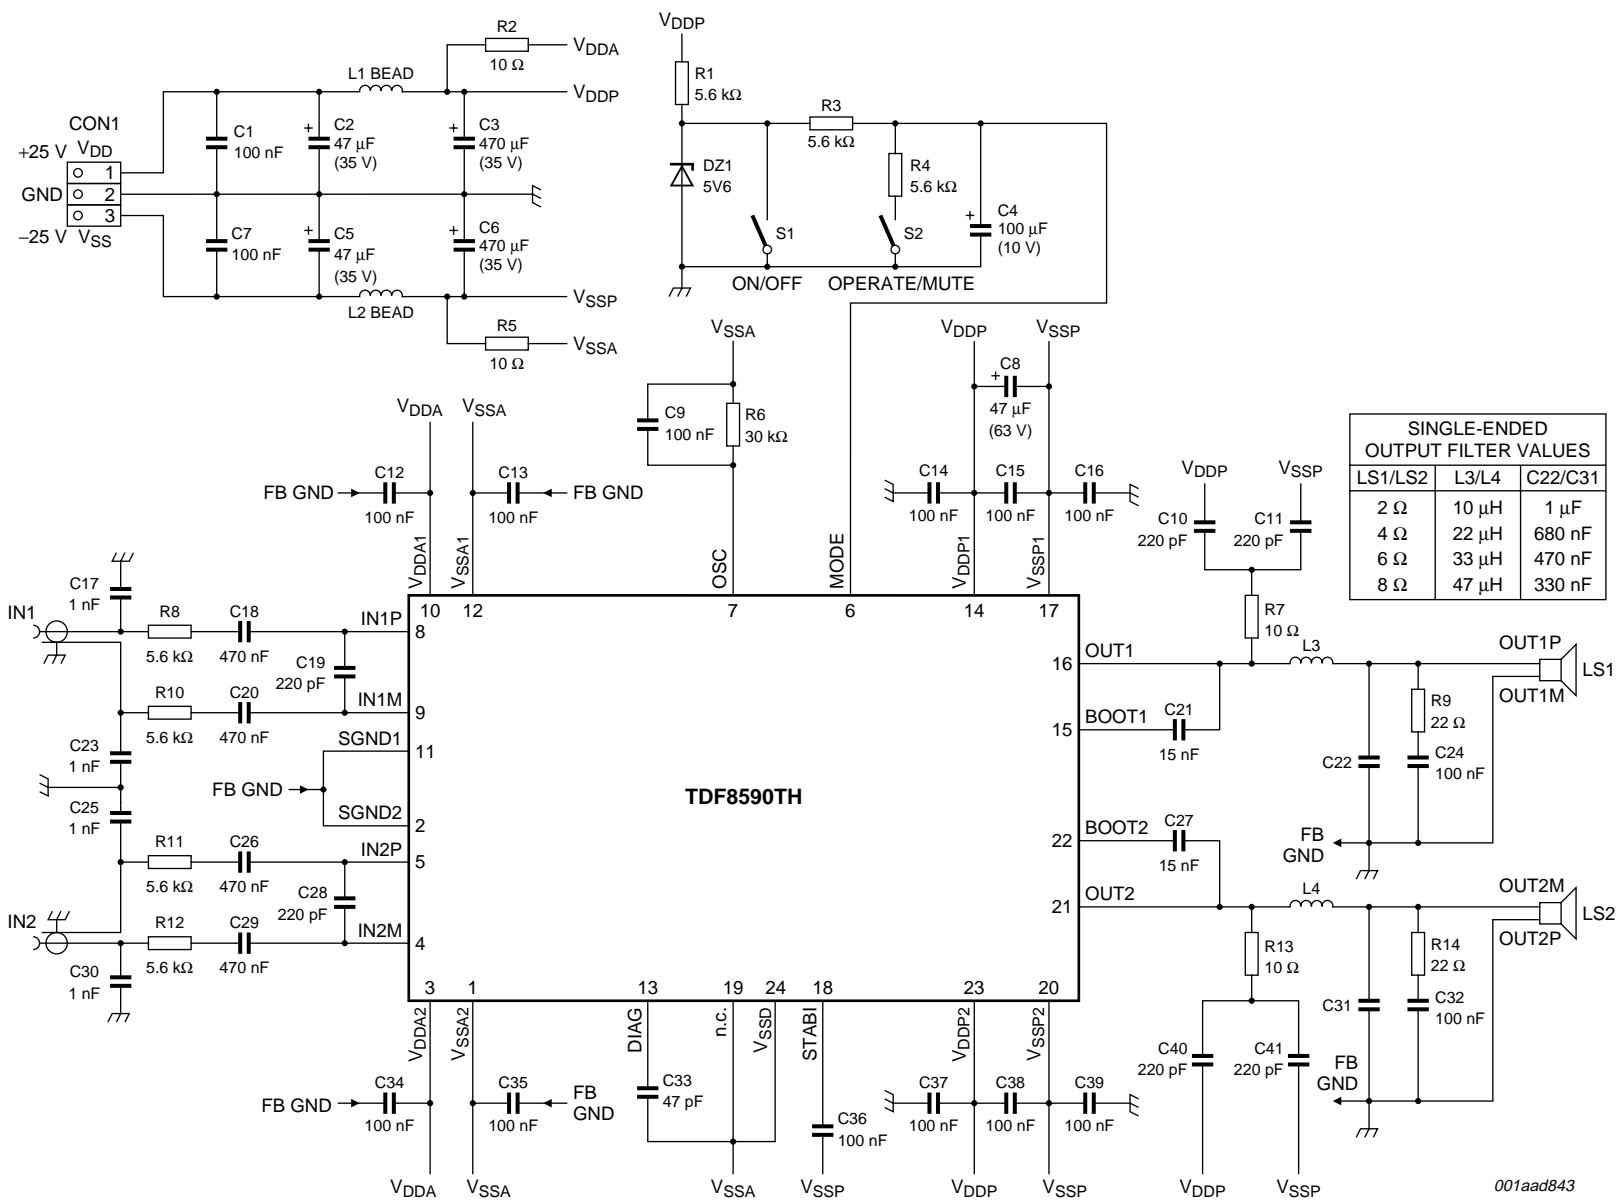 R2
10 Ω
VDDA
L1 BEAD
VDDP
CON1
+25 V VDD
GND
−25 V VSS
1
2
3
C1
100 nF
C2
47 μF
(35 V)
C3
470 μF
(35 V)
C7
100 nF
C5
47 μF
(35 V)
C6
470 μF
(35 V)
L2 BEAD
VSSP
R5
10 Ω
VSSA
VDDP
R1
5.6 kΩ
R3
5.6 kΩ
DZ1
5V6
R4
5.6 kΩ
S1
S2
C4
100 μF
(10 V)
ON/OFF
OPERATE/MUTE
VDDA
VSSA
FB GND
C12
100 nF
C13
100 nF
FB GND
VDDA1
VSSA1
VSSA
C9
100 nF
R6
30 kΩ
OSC
MODE
VDDP
VSSP
C8
47 μF
(63 V)
C14
100 nF
C15
100 nF
C16
100 nF
VDDP1
VSSP1
VDDP
VSSP
C10
220 pF
C11
220 pF
R7
10 Ω
SINGLE-ENDED
OUTPUT FILTER VALUES
LS1/LS2 L3/L4 C22/C31
2 Ω 10 μH 1 μF
4 Ω 22 μH 680 nF
6 Ω 33 μH 470 nF
8 Ω 47 μH 330 nF
10 12 7 6 14 17
C17
1 nF
IN1
R8
5.6 kΩ
C18
470 nF
IN1P
8
C19
220 pF
R10
5.6 kΩ
C20
470 nF
IN1M
9
C23
1 nF
SGND1
11
FB GND
SGND2
2
C25
1 nF
R11
5.6 kΩ
C26
470 nF
IN2P
5
C28
220 pF
IN2
R12
5.6 kΩ
C29
470 nF
IN2M
4
C30
1 nF
TDF8590TH
16
OUT1
L3
OUT1P
LS1
OUT1M
15
BOOT1
C21
15 nF
R9
22 Ω
C22
C24
100 nF
22
BOOT2
C27
15 nF
FB
GND
21
OUT2
L4
OUT2M
LS2
OUT2P
R13
10 Ω
R14
22 Ω
C31
C32
100 nF
FB
GND
C40
220 pF
C41
220 pF
VDDP
VSSP
3 1 13 19 24 18 23 20
VDDA2
VSSA2
DIAG
n.c.
VSSD
STABI
VDDP2
VSSP2
FB GND
C34
100 nF
C35
100 nF
FB
GND
C33
47 pF
C36
100 nF
C37
100 nF
C38
100 nF
C39
100 nF
VDDA
VSSA
VSSA
VSSP
VDDP
VSSP
001aad843